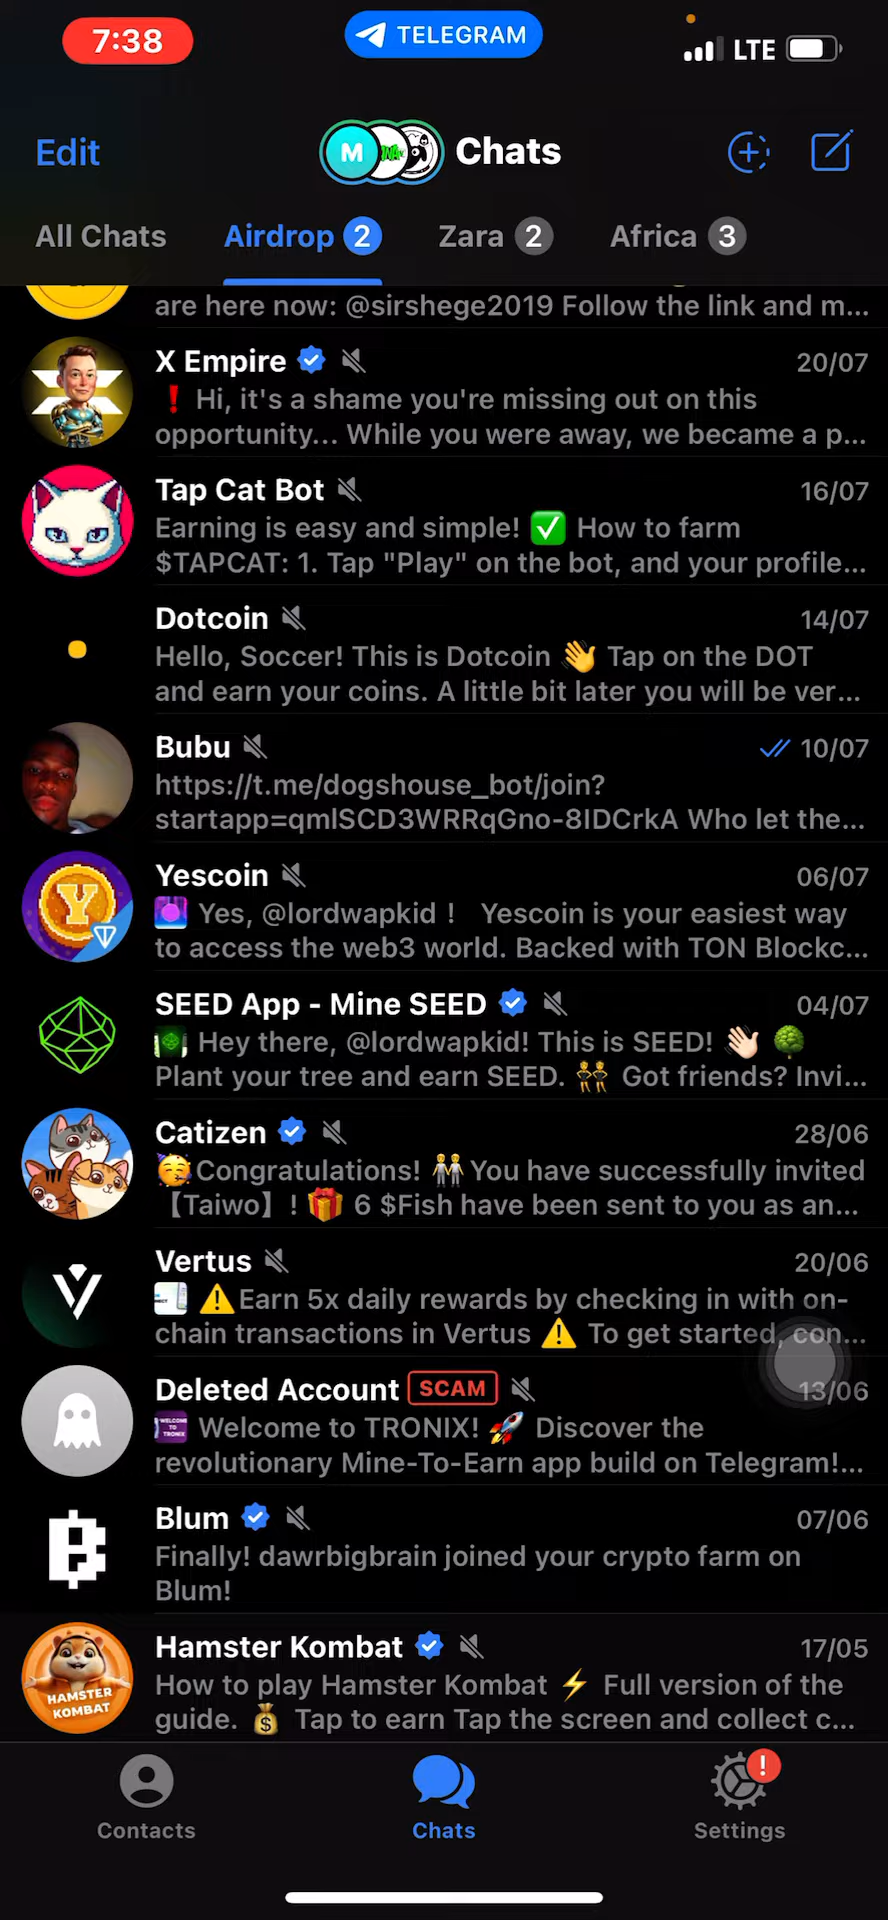 7:38
TELEGRAM
LTE
Edit
M
Chats
All Chats
Airdrop 2
Zara 2
Africa 3
are here now: @sirshege2019 Follow the link and m...
X Empire
20/07
❗ Hi, it's a shame you're missing out on this
opportunity... While you were away, we became a p...
Tap Cat Bot
16/07
Earning is easy and simple! ✅ How to farm
$TAPCAT: 1. Tap "Play" on the bot, and your profile...
Dotcoin
14/07
Hello, Soccer! This is Dotcoin 👋 Tap on the DOT
and earn your coins. A little bit later you will be ver...
Bubu
10/07
https://t.me/dogshouse_bot/join?
startapp=qmlSCD3WRRqGno-8IDCrkA Who let the...
Yescoin
06/07
Yes, @lordwapkid ! Yescoin is your easiest way
to access the web3 world. Backed with TON Blockc...
SEED App - Mine SEED
04/07
Hey there, @lordwapkid! This is SEED! 👋🏻 🌳
Plant your tree and earn SEED. 👯 Got friends? Invi...
Catizen
28/06
🥳Congratulations! 👬You have successfully invited
【Taiwo】! 🎁 6 $Fish have been sent to you as an...
Vertus
20/06
⚠️Earn 5x daily rewards by checking in with on-
chain transactions in Vertus ⚠️ To get started, con...
Deleted Account SCAM
13/06
WELCOME TO TRONIX
Welcome to TRONIX! 🚀 Discover the
revolutionary Mine-To-Earn app build on Telegram!...
Blum
07/06
Finally! dawrbigbrain joined your crypto farm on
Blum!
HAMSTER
KOMBAT
Hamster Kombat
17/05
How to play Hamster Kombat ⚡ Full version of the
guide. 💰 Tap to earn Tap the screen and collect c...
Contacts
Chats
Settings